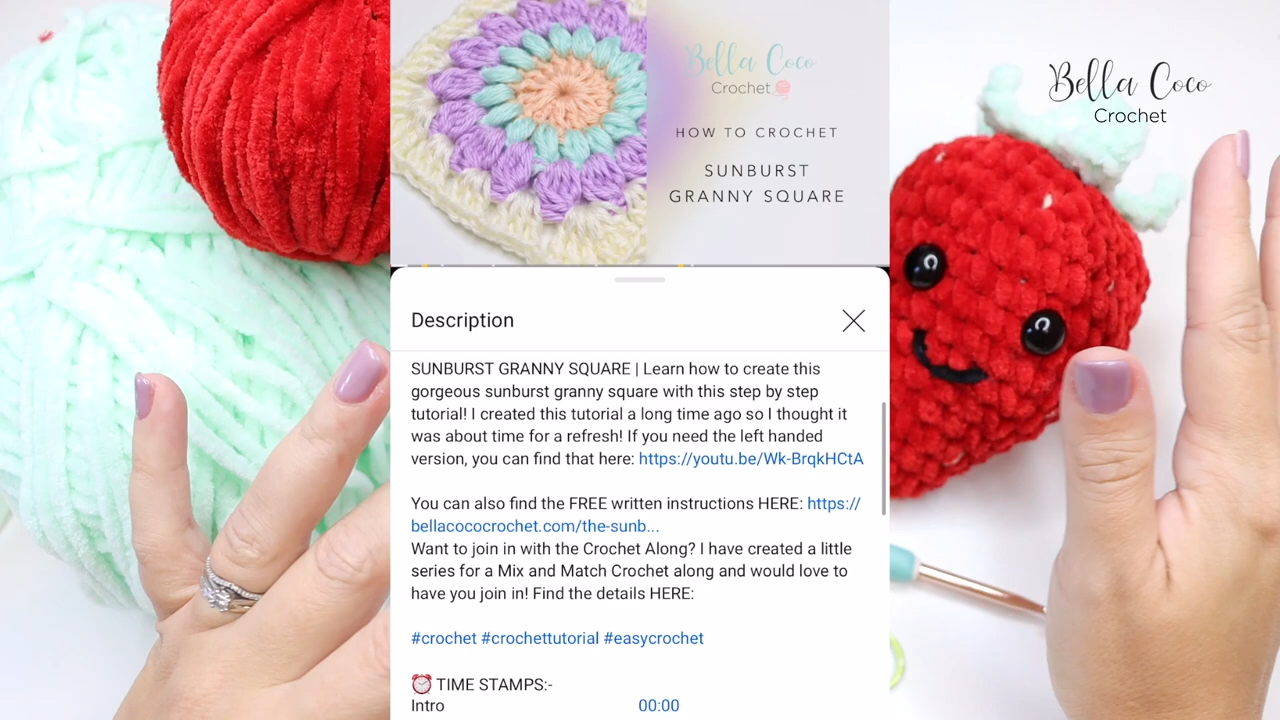 Bella Coco
Crochet
HOW TO CROCHET
SUNBURST
GRANNY SQUARE
Bella Coco
Crochet
Description
SUNBURST GRANNY SQUARE | Learn how to create this
gorgeous sunburst granny square with this step by step
tutorial! I created this tutorial a long time ago so I thought it
was about time for a refresh! If you need the left handed
version, you can find that here: https://youtu.be/Wk-BrqkHCtA
You can also find the FREE written instructions HERE: https://
bellacococrochet.com/the-sunb...
Want to join in with the Crochet Along? I have created a little
series for a Mix and Match Crochet along and would love to
have you join in! Find the details HERE:
#crochet #crochettutorial #easycrochet
TIME STAMPS:-
Intro 00:00